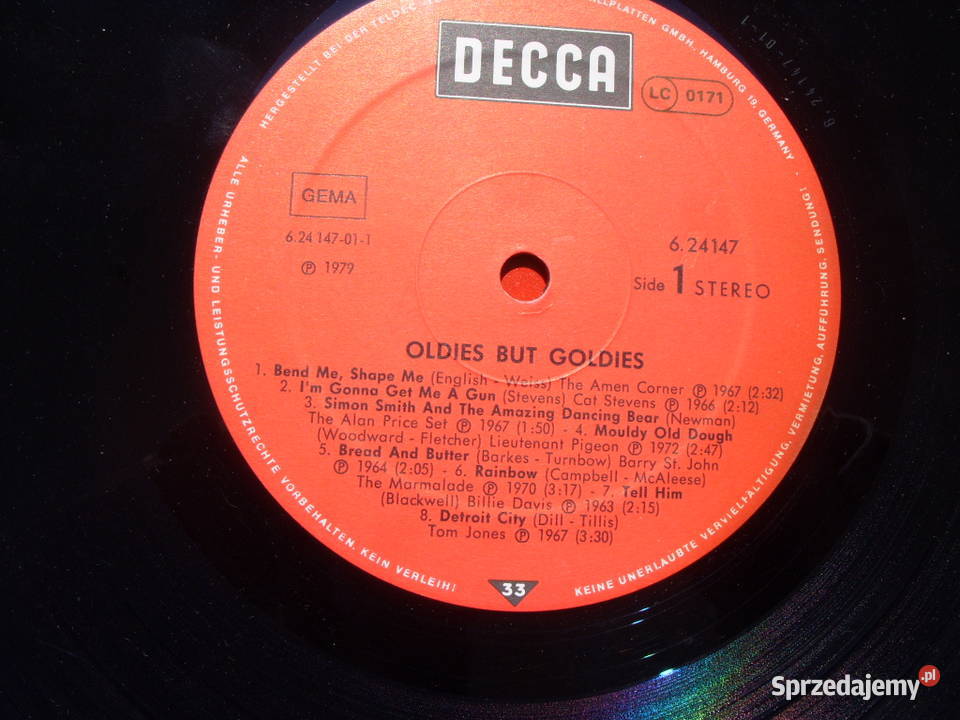 HERGESTELLT BEI DER TELDEC
ALLPLATTEN GMBH., HAMBURG 19, GERMANY ·
DECCA
LC 0171
6.24147-01-1
GEMA
6.24 147-01-1
Ⓟ 1979
6.24147
Side 1 STEREO
OLDIES BUT GOLDIES
1. Bend Me, Shape Me (English - Weiss) The Amen Corner Ⓟ 1967 (2:32)
2. I'm Gonna Get Me A Gun (Stevens) Cat Stevens Ⓟ 1966 (2:12)
3. Simon Smith And The Amazing Dancing Bear (Newman)
The Alan Price Set Ⓟ 1967 (1:50) - 4. Mouldy Old Dough
(Woodward - Fletcher) Lieutenant Pigeon Ⓟ 1972 (2:47)
5. Bread And Butter (Barkes - Turnbow) Barry St. John
Ⓟ 1964 (2:05) - 6. Rainbow (Campbell - McAleese)
The Marmalade Ⓟ 1970 (3:17) - 7. Tell Him
(Blackwell) Billie Davis Ⓟ 1963 (2:15)
8. Detroit City (Dill - Tillis)
Tom Jones Ⓟ 1967 (3:30)
33
ALLE URHEBER- UND LEISTUNGSSCHUTZRECHTE VORBEHALTEN. KEIN VERLEIH!
KEINE UNERLAUBTE VERVIELFÄLTIGUNG, VERMIETUNG, AUFFÜHRUNG, SENDUNG!
Sprzedajemy.pl